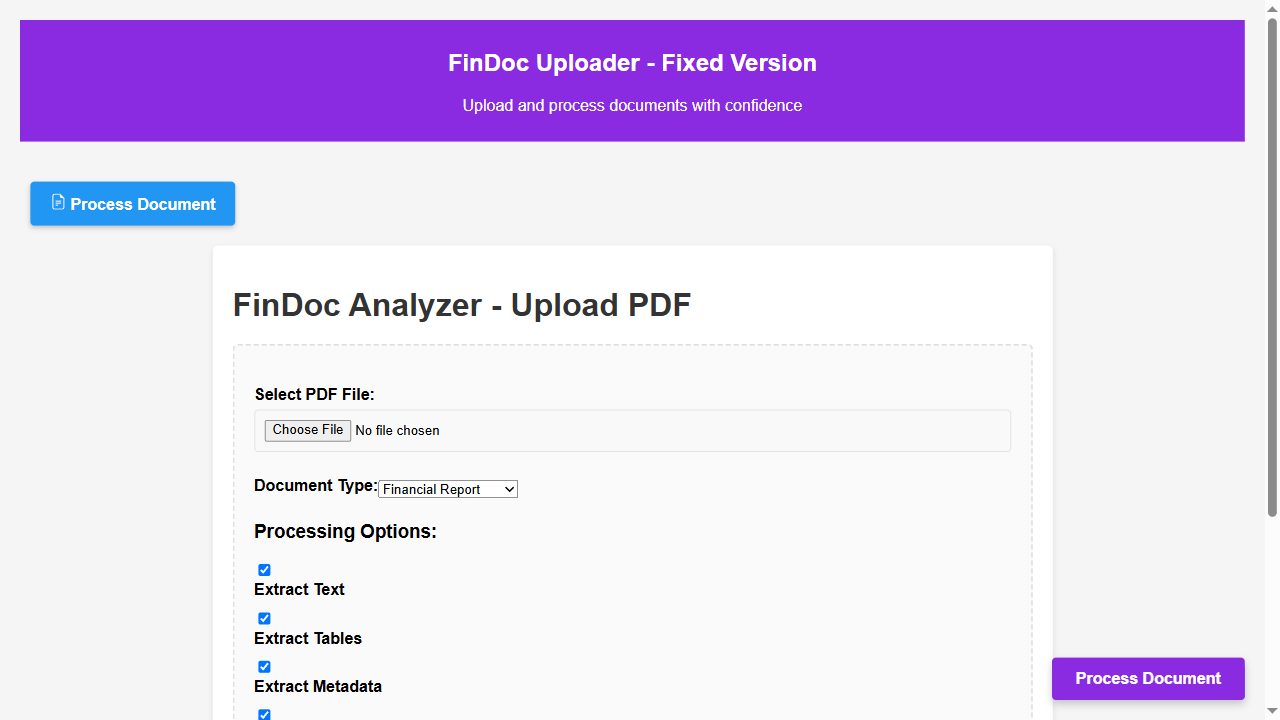 FinDoc Uploader - Fixed Version
Upload and process documents with confidence
Process Document
FinDoc Analyzer - Upload PDF
Select PDF File:
Choose File No file chosen
Document Type: Financial Report
Processing Options:
Extract Text
Extract Tables
Extract Metadata
Process Document